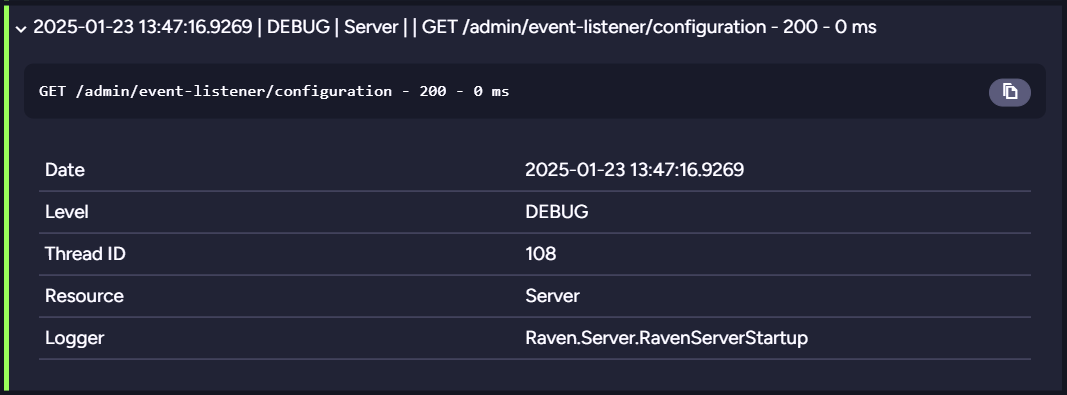 2025-01-23 13:47:16.9269 | DEBUG | Server | | GET /admin/event-listener/configuration - 200 - 0 ms
GET /admin/event-listener/configuration - 200 - 0 ms
Date 2025-01-23 13:47:16.9269
Level DEBUG
Thread ID 108
Resource Server
Logger Raven.Server.RavenServerStartup